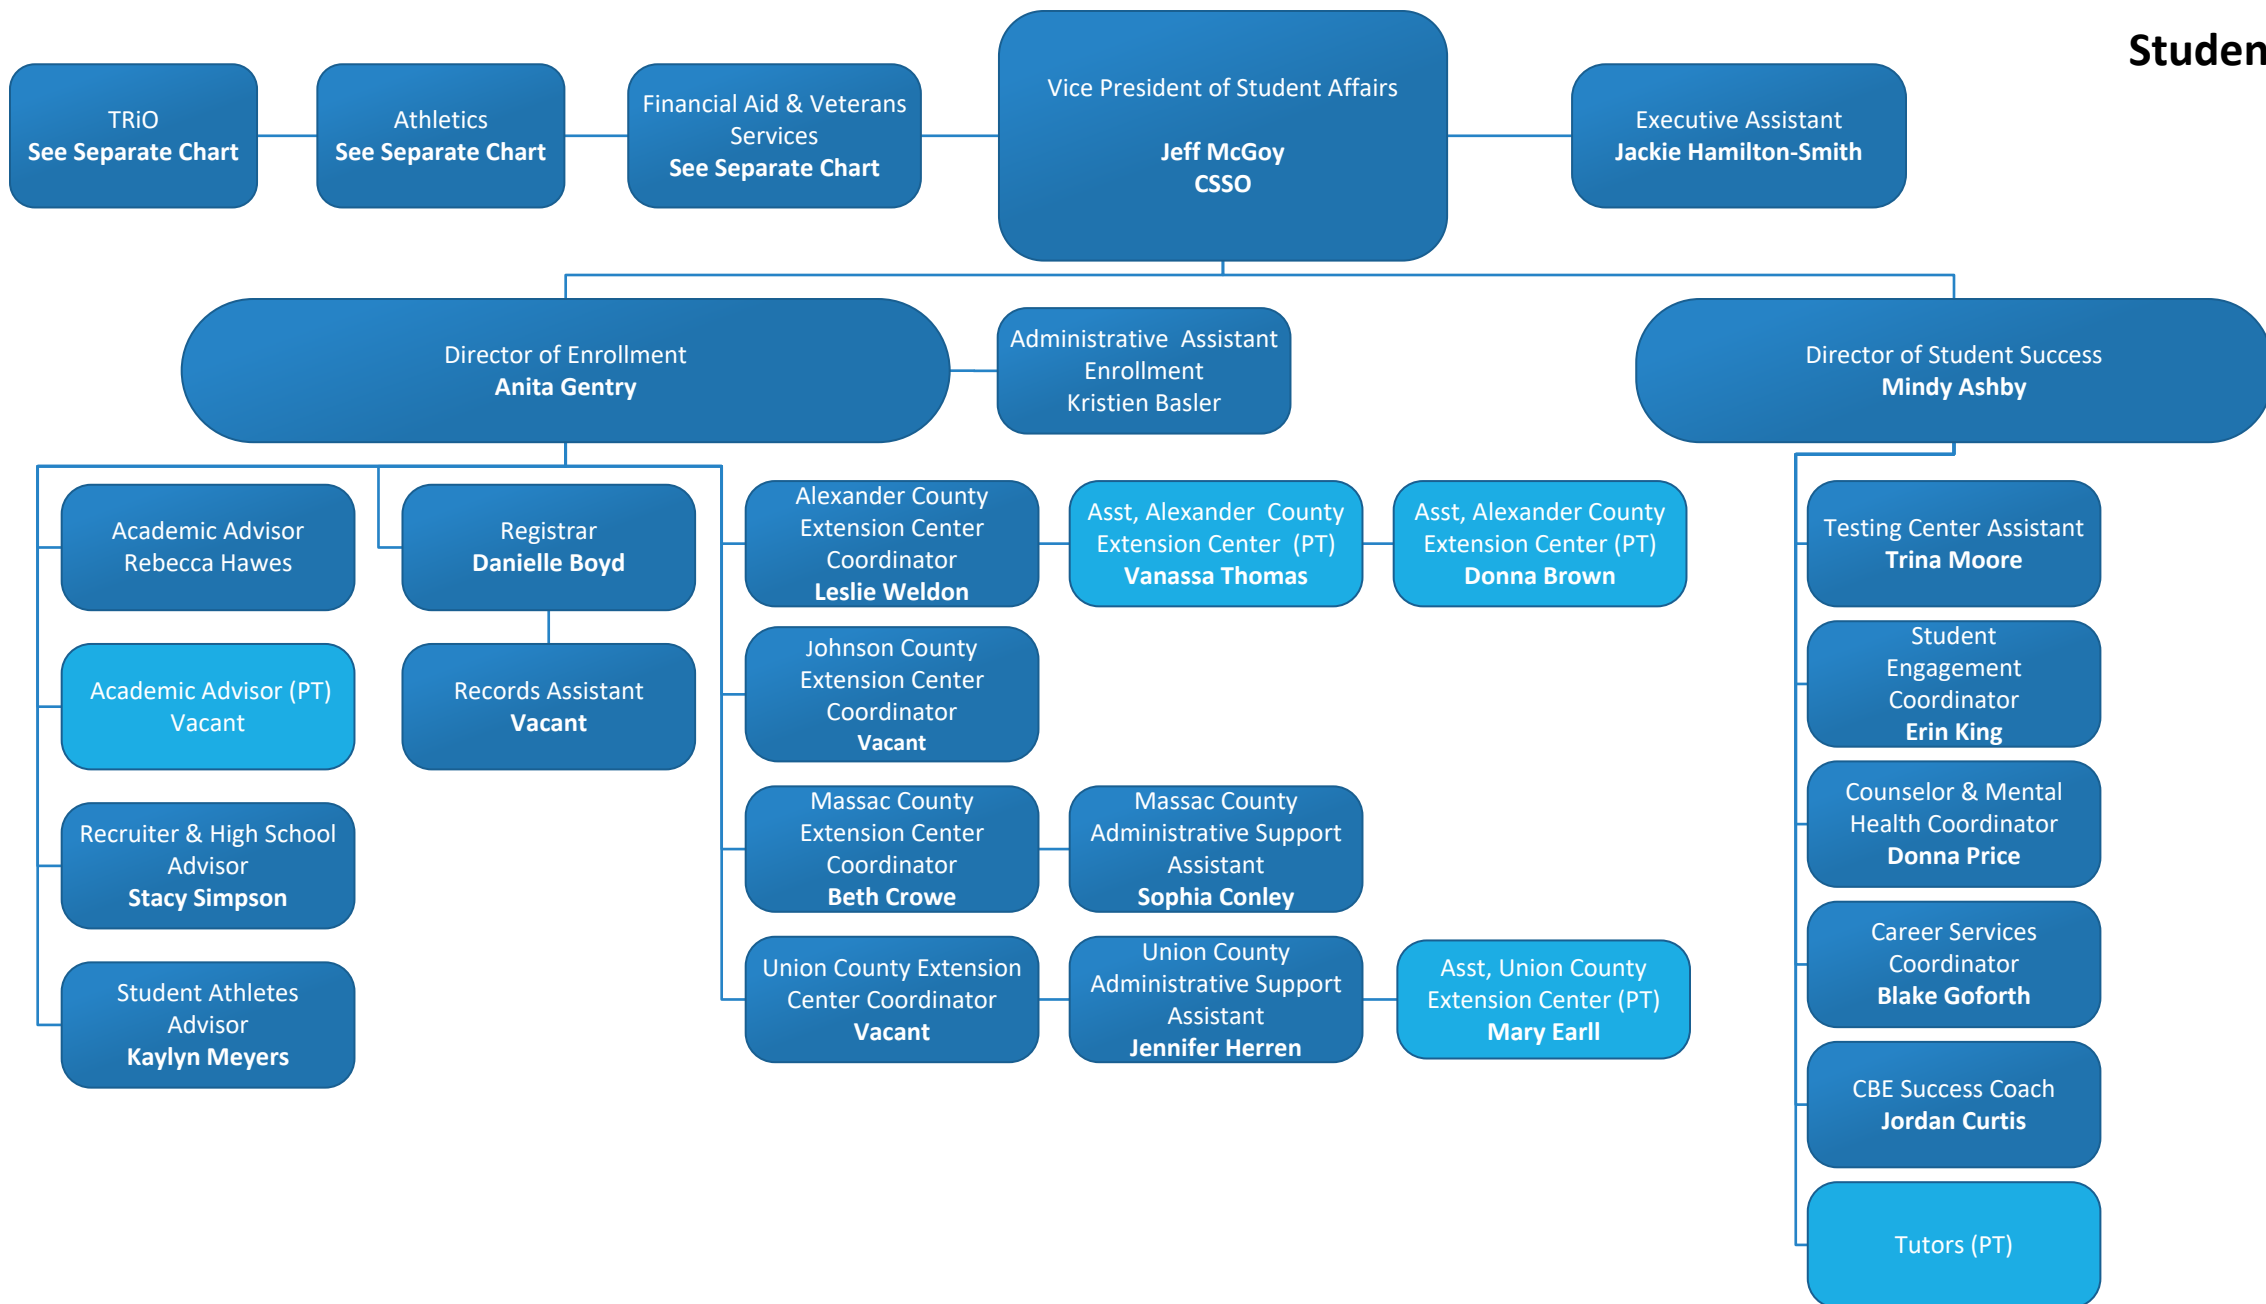 Studen
TRiO
See Separate Chart
Athletics
See Separate Chart
Financial Aid & Veterans
Services
See Separate Chart
Vice President of Student Affairs
Jeff McGoy
CSSO
Executive Assistant
Jackie Hamilton-Smith
Director of Enrollment
Anita Gentry
Administrative Assistant
Enrollment
Kristien Basler
Director of Student Success
Mindy Ashby
Academic Advisor
Rebecca Hawes
Academic Advisor (PT)
Vacant
Recruiter & High School
Advisor
Stacy Simpson
Student Athletes
Advisor
Kaylyn Meyers
Registrar
Danielle Boyd
Records Assistant
Vacant
Alexander County
Extension Center
Coordinator
Leslie Weldon
Asst, Alexander County
Extension Center (PT)
Vanassa Thomas
Asst, Alexander County
Extension Center (PT)
Donna Brown
Johnson County
Extension Center
Coordinator
Vacant
Massac County
Extension Center
Coordinator
Beth Crowe
Massac County
Administrative Support
Assistant
Sophia Conley
Union County Extension
Center Coordinator
Vacant
Union County
Administrative Support
Assistant
Jennifer Herren
Asst, Union County
Extension Center (PT)
Mary Earll
Testing Center Assistant
Trina Moore
Student
Engagement
Coordinator
Erin King
Counselor & Mental
Health Coordinator
Donna Price
Career Services
Coordinator
Blake Goforth
CBE Success Coach
Jordan Curtis
Tutors (PT)